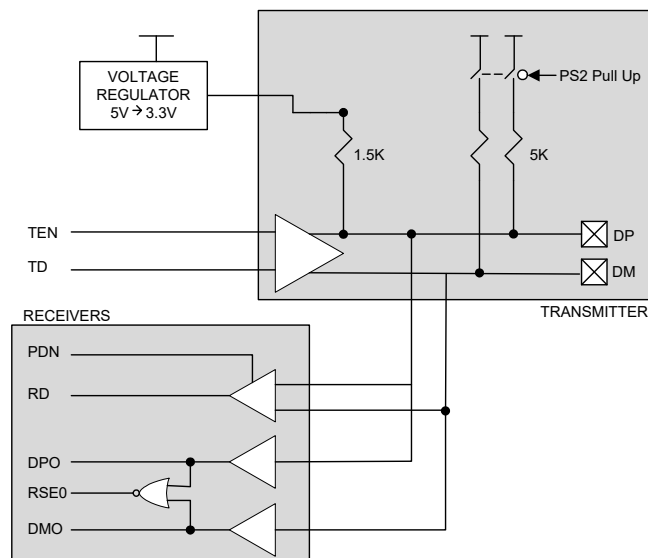 VOLTAGE
REGULATOR
5V → 3.3V
PS2 Pull Up
1.5K
5K
TEN
DP
TD
DM
RECEIVERS
TRANSMITTER
PDN
RD
DPO
RSE0
DMO